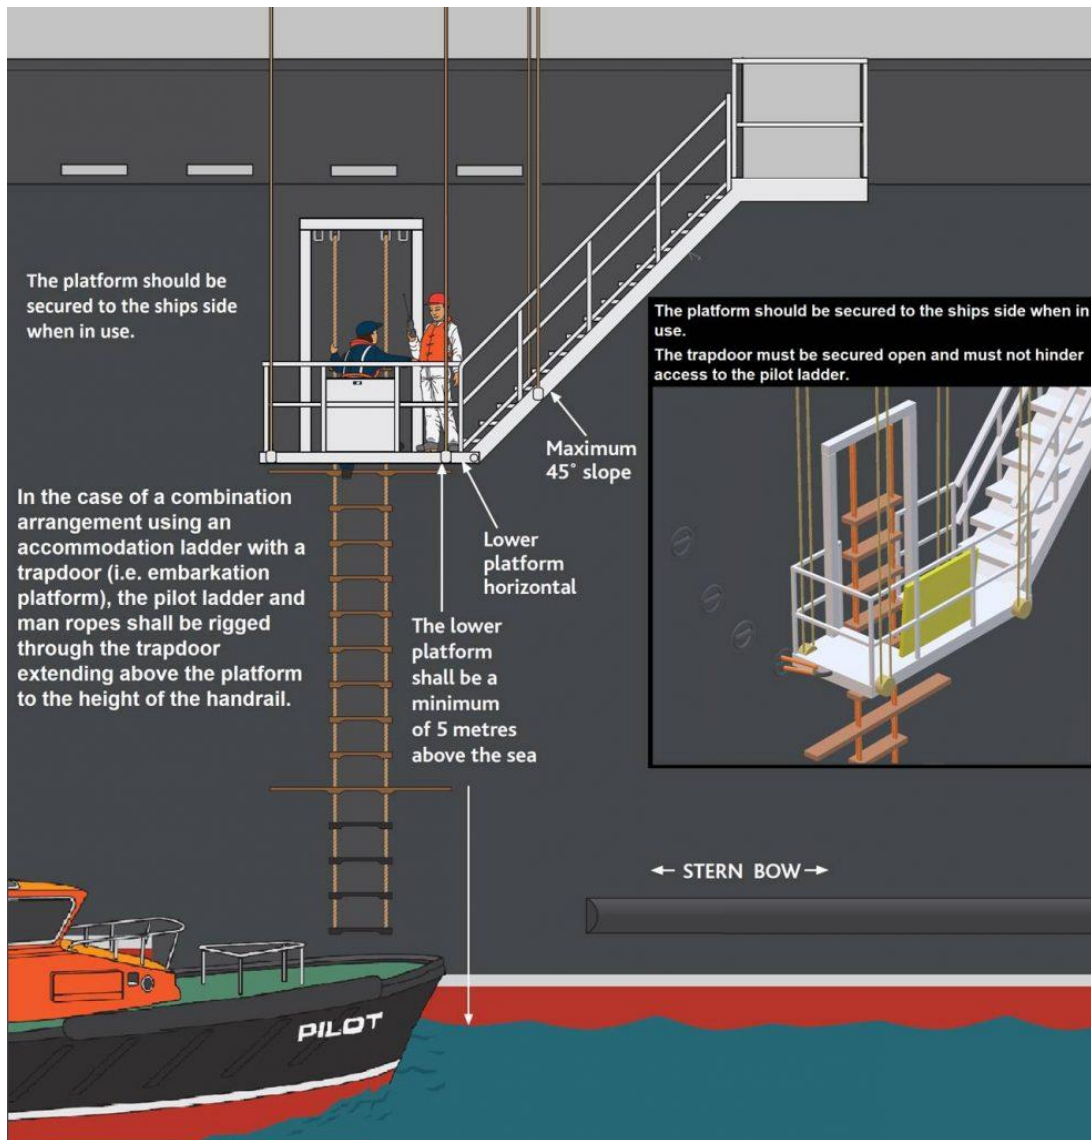 The platform should be
secured to the ships side
when in use.
The platform should be secured to the ships side when in
use.
The trapdoor must be secured open and must not hinder
access to the pilot ladder.
Maximum
45° slope
In the case of a combination
arrangement using an
accommodation ladder with a
trapdoor (i.e. embarkation
platform), the pilot ladder and
man ropes shall be rigged
through the trapdoor
extending above the platform
to the height of the handrail.
Lower
platform
horizontal
The lower
platform
shall be a
minimum
of 5 metres
above the sea
← STERN BOW →
PILOT